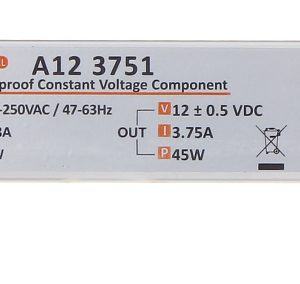 A12 3751
proof Constant Voltage Component
-250VAC / 47-63Hz V 12 ± 0.5 VDC
OUT I 3.75A
P 45W